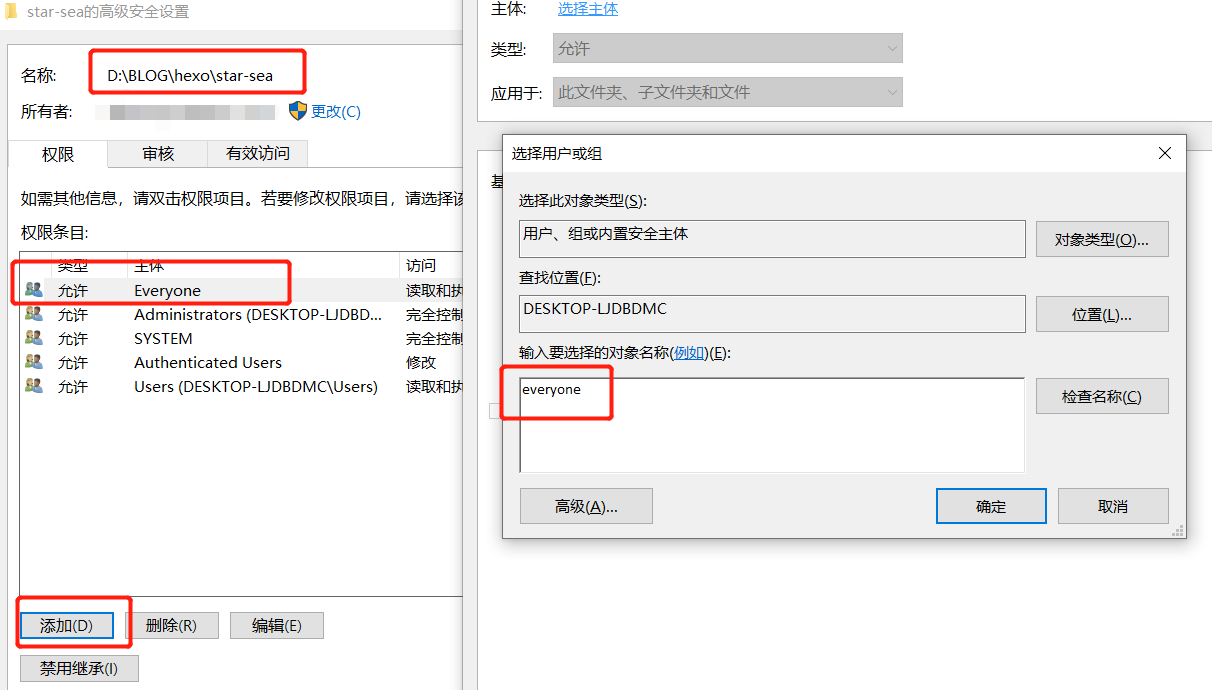 star-sea的高级安全设置
名称:
D:\BLOG\hexo\star-sea
所有者:
更改(C)
权限
审核
有效访问
如需其他信息，请双击权限项目。若要修改权限项目，请选择该
权限条目:
类型 主体 访问
允许 Everyone 读取和执
允许 Administrators (DESKTOP-LJDBD... 完全控制
允许 SYSTEM 完全控制
允许 Authenticated Users 修改
允许 Users (DESKTOP-LJDBDMC\Users) 读取和执
添加(D)
删除(R)
编辑(E)
禁用继承(I)
主体:
选择主体
类型:
允许
应用于:
此文件夹、子文件夹和文件
选择用户或组
选择此对象类型(S):
用户、组或内置安全主体
对象类型(O)...
查找位置(F):
DESKTOP-LJDBDMC
位置(L)...
输入要选择的对象名称(例如)(E):
everyone
检查名称(C)
高级(A)...
确定
取消